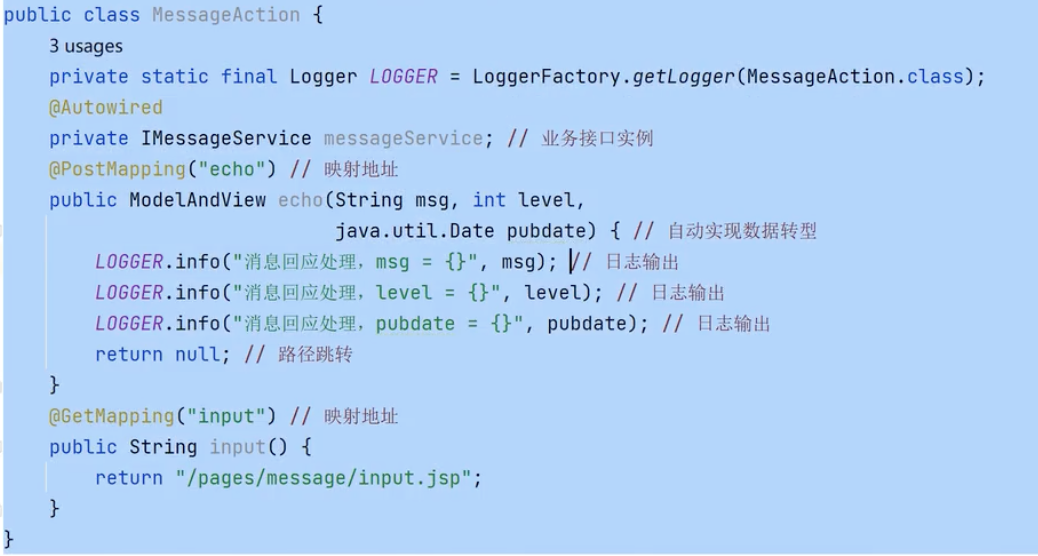 public class MessageAction {
3 usages
private static final Logger LOGGER = LoggerFactory.getLogger(MessageAction.class);
@Autowired
private IMessageService messageService; // 业务接口实例
@PostMapping("echo") // 映射地址
public ModelAndView echo(String msg, int level,
java.util.Date pubdate) { // 自动实现数据转型
LOGGER.info("消息回应处理，msg = {}", msg); // 日志输出
LOGGER.info("消息回应处理，level = {}", level); // 日志输出
LOGGER.info("消息回应处理，pubdate = {}", pubdate); // 日志输出
return null; // 路径跳转
}
@GetMapping("input") // 映射地址
public String input() {
return "/pages/message/input.jsp";
}
}